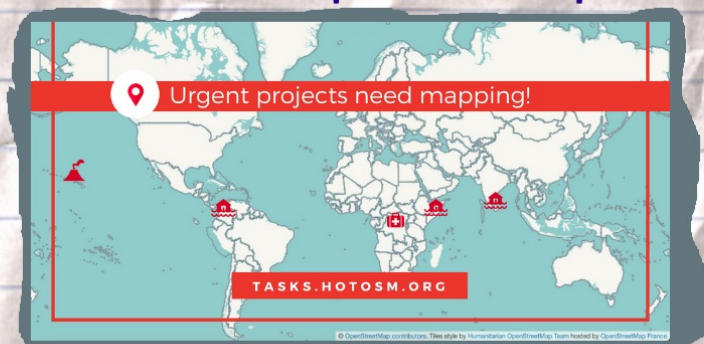 Urgent projects need mapping!
TASKS.HOTOSM.ORG
© OpenStreetMap contributors, Tiles style by Humanitarian OpenStreetMap Team hosted by OpenStreetMap France